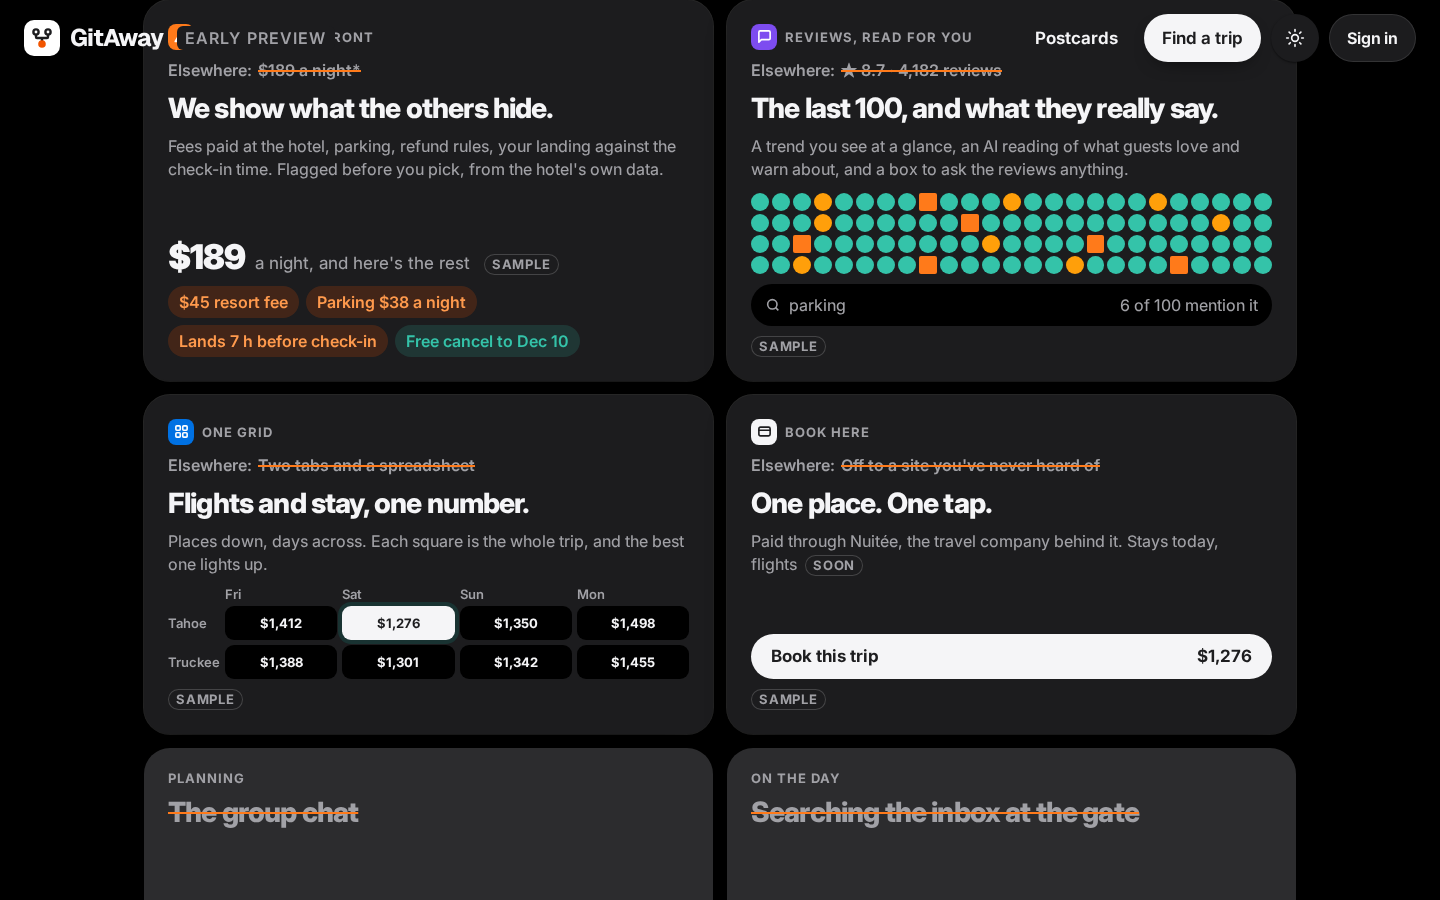 GitAway
EARLY PREVIEW
RONT
Postcards
Find a trip
Sign in
Elsewhere: $189 a night*
We show what the others hide.
Fees paid at the hotel, parking, refund rules, your landing against the
check-in time. Flagged before you pick, from the hotel's own data.
$189 a night, and here's the rest SAMPLE
$45 resort fee
Parking $38 a night
Lands 7 h before check-in
Free cancel to Dec 10
REVIEWS, READ FOR YOU
Elsewhere: ★ 8.7 · 4,182 reviews
The last 100, and what they really say.
A trend you see at a glance, an AI reading of what guests love and
warn about, and a box to ask the reviews anything.
parking
6 of 100 mention it
SAMPLE
ONE GRID
Elsewhere: Two tabs and a spreadsheet
Flights and stay, one number.
Places down, days across. Each square is the whole trip, and the best
one lights up.
Fri Sat Sun Mon
Tahoe $1,412 $1,276 $1,350 $1,498
Truckee $1,388 $1,301 $1,342 $1,455
SAMPLE
BOOK HERE
Elsewhere: Off to a site you've never heard of
One place. One tap.
Paid through Nuitée, the travel company behind it. Stays today,
flights SOON
Book this trip $1,276
SAMPLE
PLANNING
The group chat
ON THE DAY
Searching the inbox at the gate